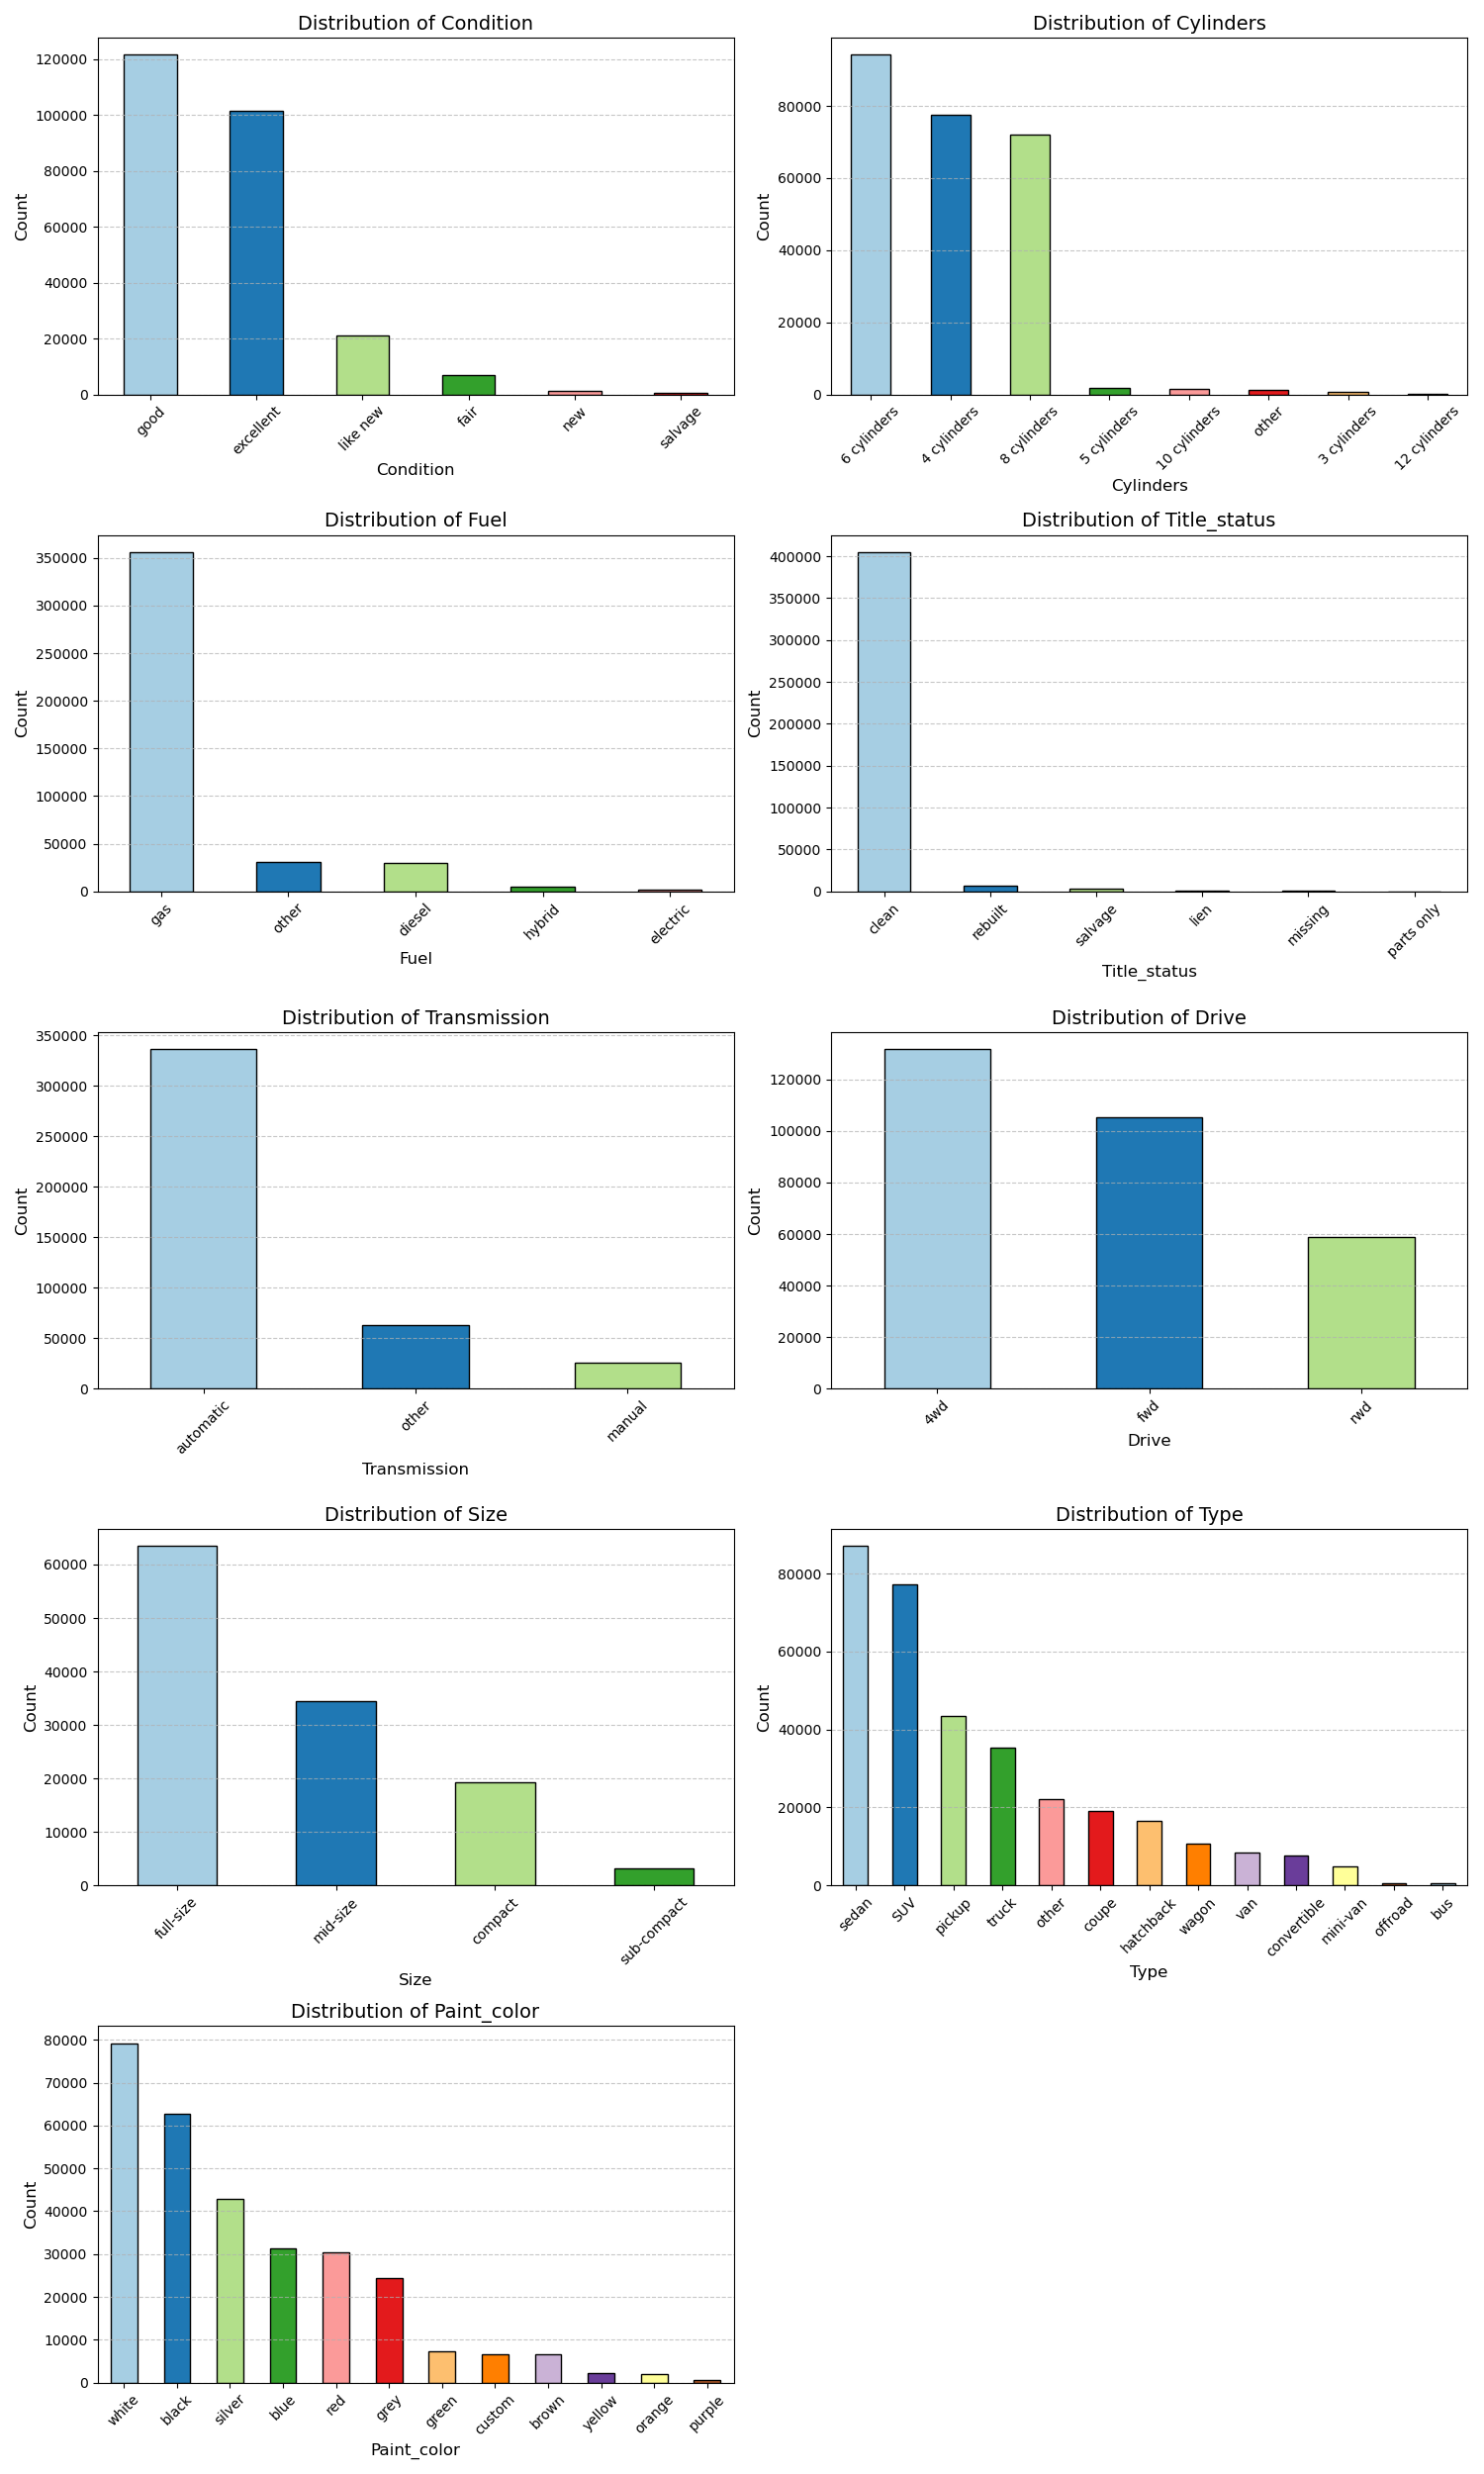 Distribution of Condition
120000
100000
80000
60000
40000
20000
0
Count
good
excellent
like new
fair
new
salvage
Condition
Distribution of Cylinders
80000
60000
40000
20000
0
Count
6 cylinders
4 cylinders
8 cylinders
5 cylinders
10 cylinders
other
3 cylinders
12 cylinders
Cylinders
Distribution of Fuel
350000
300000
250000
200000
150000
100000
50000
0
Count
gas
other
diesel
hybrid
electric
Fuel
Distribution of Title_status
400000
350000
300000
250000
200000
150000
100000
50000
0
Count
clean
rebuilt
salvage
lien
missing
parts only
Title_status
Distribution of Transmission
350000
300000
250000
200000
150000
100000
50000
0
Count
automatic
other
manual
Transmission
Distribution of Drive
120000
100000
80000
60000
40000
20000
0
Count
4wd
fwd
rwd
Drive
Distribution of Size
60000
50000
40000
30000
20000
10000
0
Count
full-size
mid-size
compact
sub-compact
Size
Distribution of Type
80000
60000
40000
20000
0
Count
sedan
SUV
pickup
truck
other
coupe
hatchback
wagon
van
convertible
mini-van
offroad
bus
Type
Distribution of Paint_color
80000
70000
60000
50000
40000
30000
20000
10000
0
Count
white
black
silver
blue
red
grey
green
custom
brown
yellow
orange
purple
Paint_color